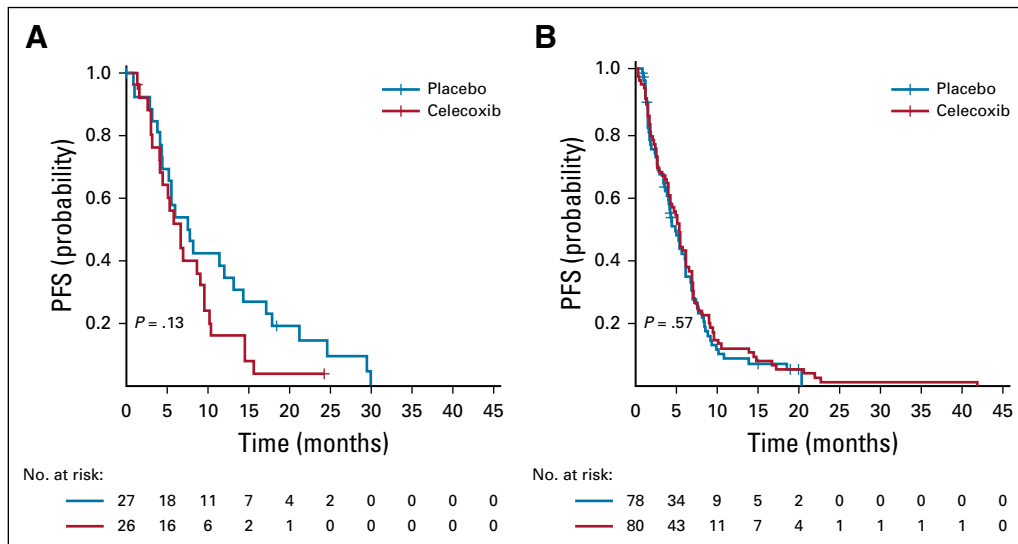 A
1.0
0.8
0.6
0.4
0.2
PFS (probability)
Placebo
Celecoxib
P = .13
0 5 10 15 20 25 30 35 40 45
Time (months)
No. at risk:
27 18 11 7 4 2 0 0 0 0
26 16 6 2 1 0 0 0 0 0
B
1.0
0.8
0.6
0.4
0.2
PFS (probability)
Placebo
Celecoxib
P = .57
0 5 10 15 20 25 30 35 40 45
Time (months)
No. at risk:
78 34 9 5 2 0 0 0 0 0
80 43 11 7 4 1 1 1 1 0